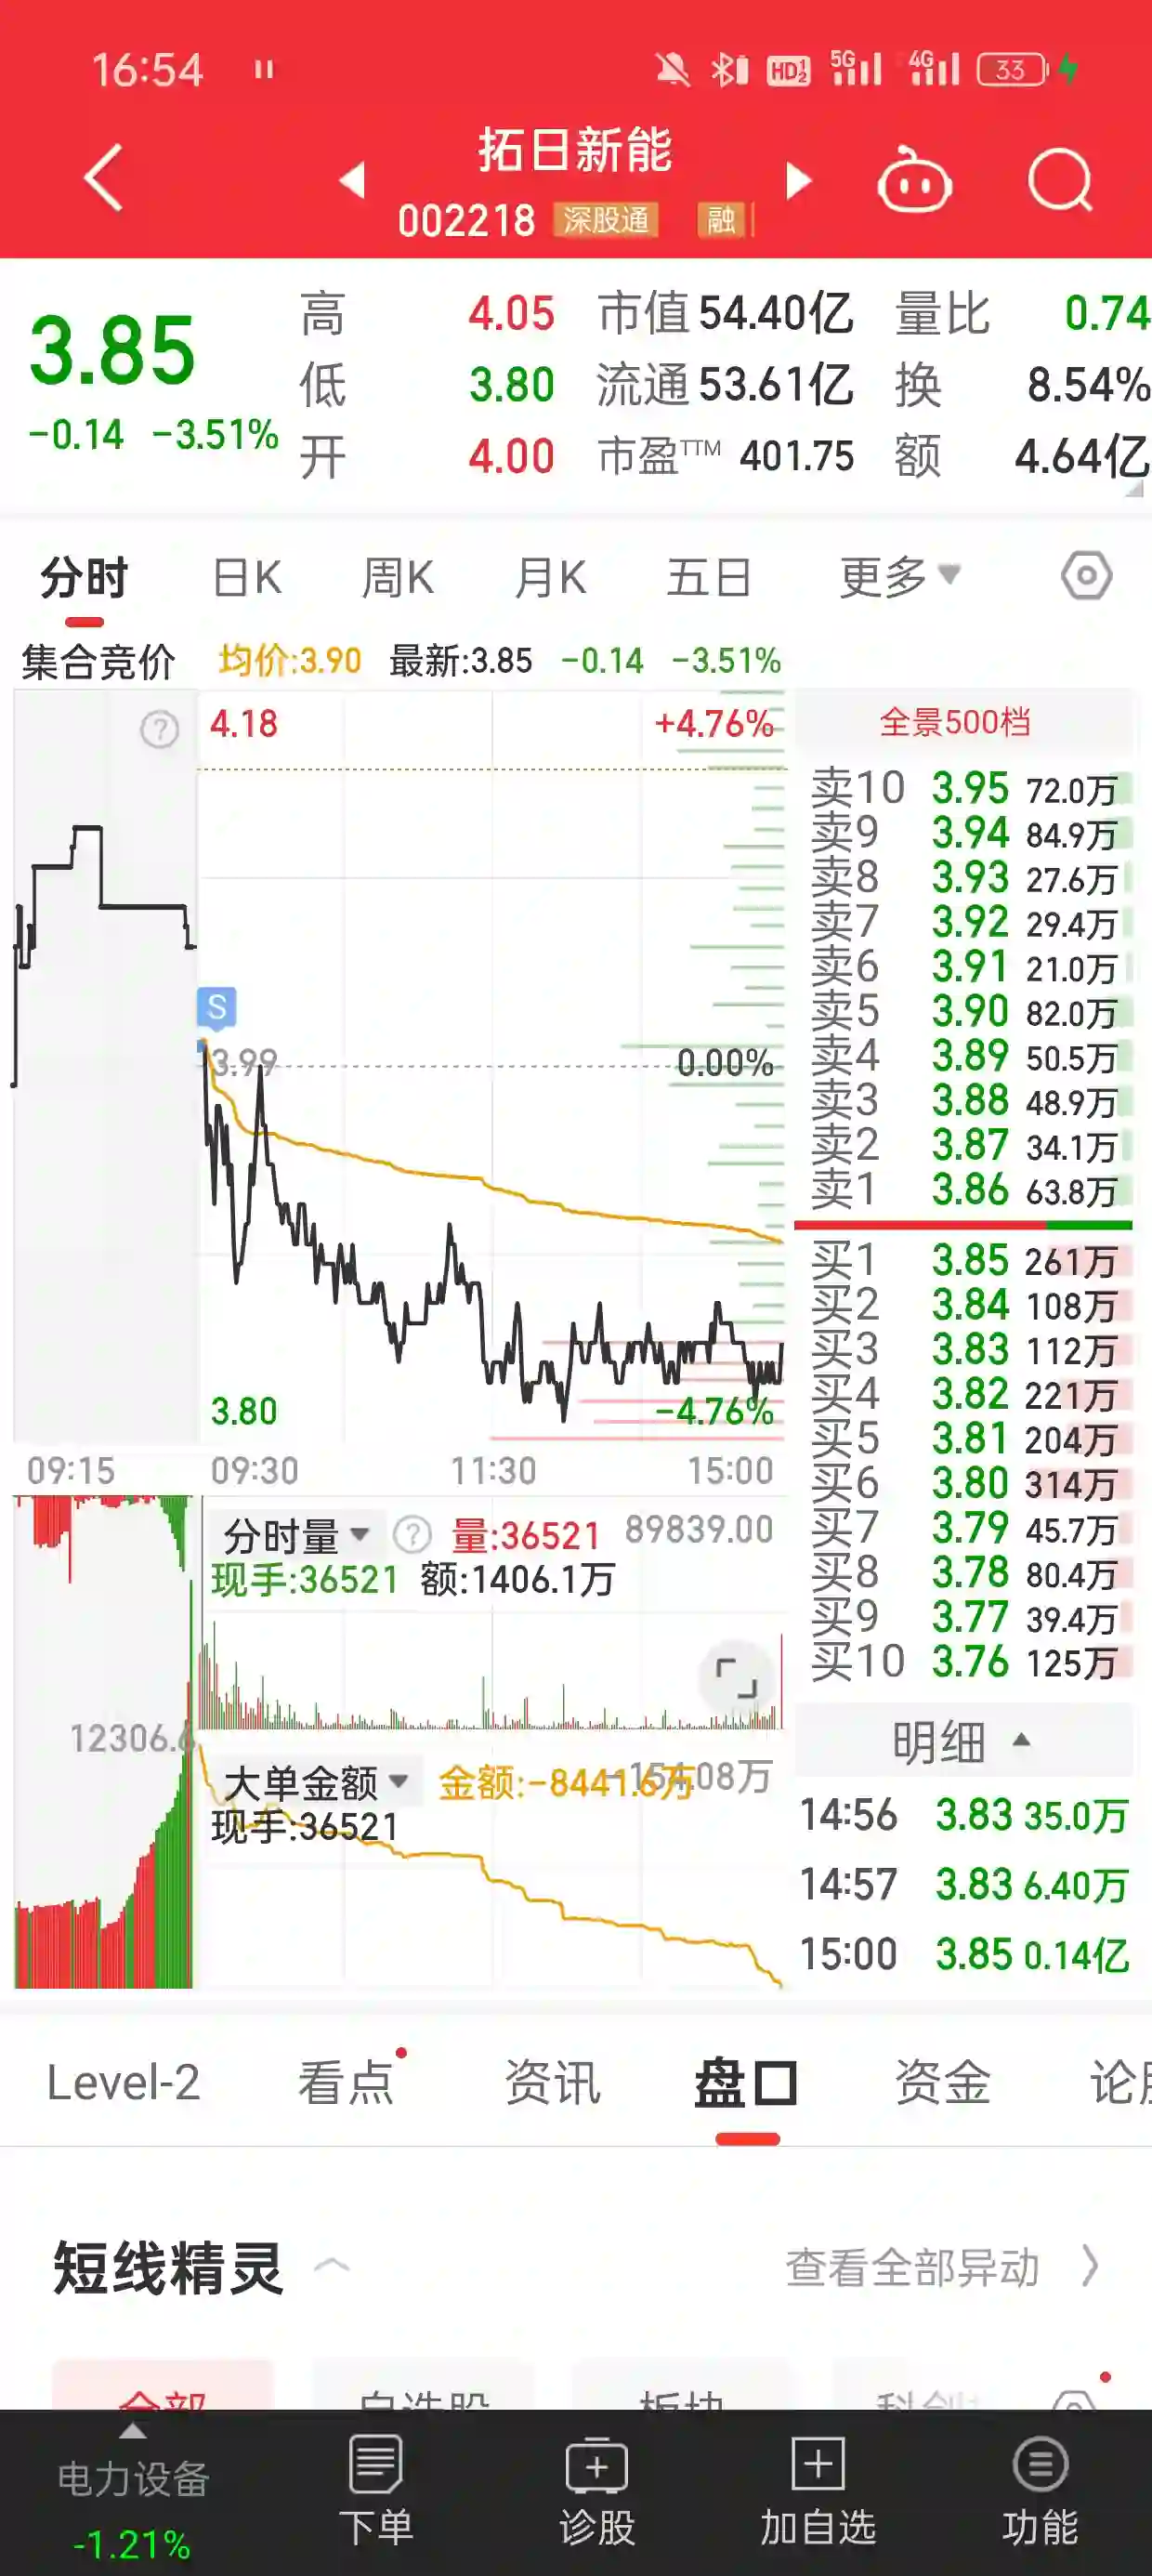 16:54 HD 1 2 5G 4G 33
拓日新能
002218 深股通 融
3.85
-0.14 -3.51%
高 4.05 市值 54.40亿 量比 0.74
低 3.80 流通 53.61亿 换 8.54%
开 4.00 市盈TTM 401.75 额 4.64亿
分时 日K 周K 月K 五日 更多
集合竞价 均价:3.90 最新:3.85 -0.14 -3.51%
4.18 +4.76%
S
3.99 0.00%
3.80 -4.76%
09:15 09:30 11:30 15:00
全景500档
卖10 3.95 72.0万
卖9 3.94 84.9万
卖8 3.93 27.6万
卖7 3.92 29.4万
卖6 3.91 21.0万
卖5 3.90 82.0万
卖4 3.89 50.5万
卖3 3.88 48.9万
卖2 3.87 34.1万
卖1 3.86 63.8万
买1 3.85 261万
买2 3.84 108万
买3 3.83 112万
买4 3.82 221万
买5 3.81 204万
买6 3.80 314万
买7 3.79 45.7万
买8 3.78 80.4万
买9 3.77 39.4万
买10 3.76 125万
分时量 ? 量:36521 89839.00
现手:36521 额:1406.1万
12306.6
大单金额 金额:-8441.6万 -154.08万
现手:36521
明细
14:56 3.83 35.0万
14:57 3.83 6.40万
15:00 3.85 0.14亿
Level-2 看点 资讯 盘口 资金
短线精灵 查看全部异动
全部 自选股 板块
电力设备 下单 诊股 加自选 功能
-1.21%